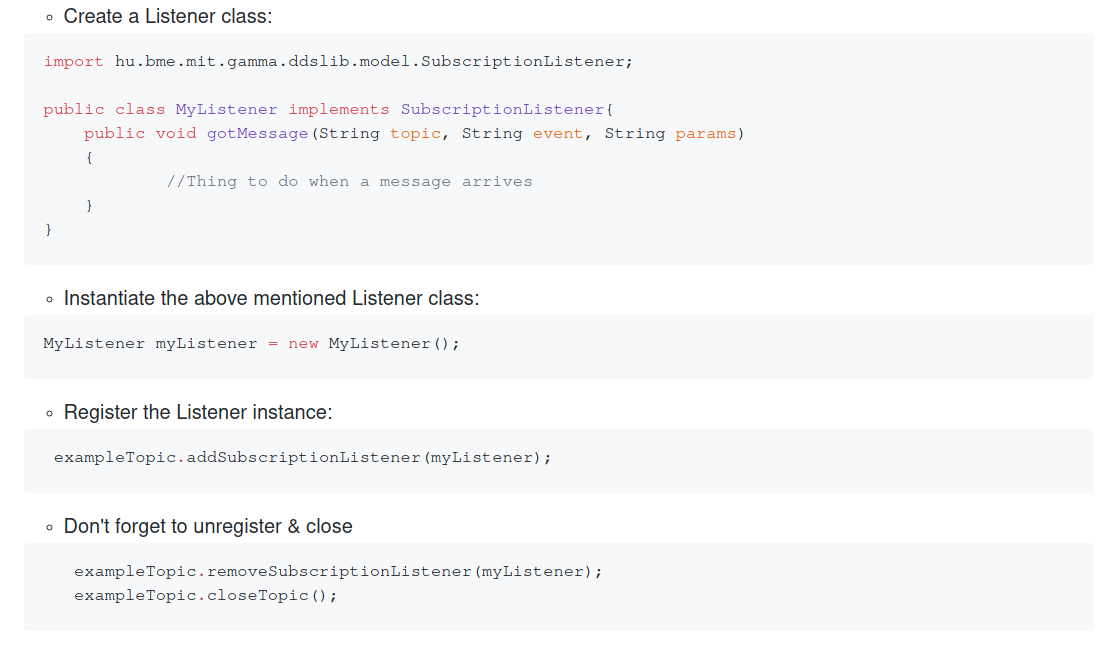 Create a Listener class:
import hu.bme.mit.gamma.ddslib.model.SubscriptionListener;
public class MyListener implements SubscriptionListener{
public void gotMessage(String topic, String event, String params)
{
//Thing to do when a message arrives
}
}
Instantiate the above mentioned Listener class:
MyListener myListener = new MyListener();
Register the Listener instance:
exampleTopic.addSubscriptionListener(myListener);
Don't forget to unregister & close
exampleTopic.removeSubscriptionListener(myListener);
exampleTopic.closeTopic();